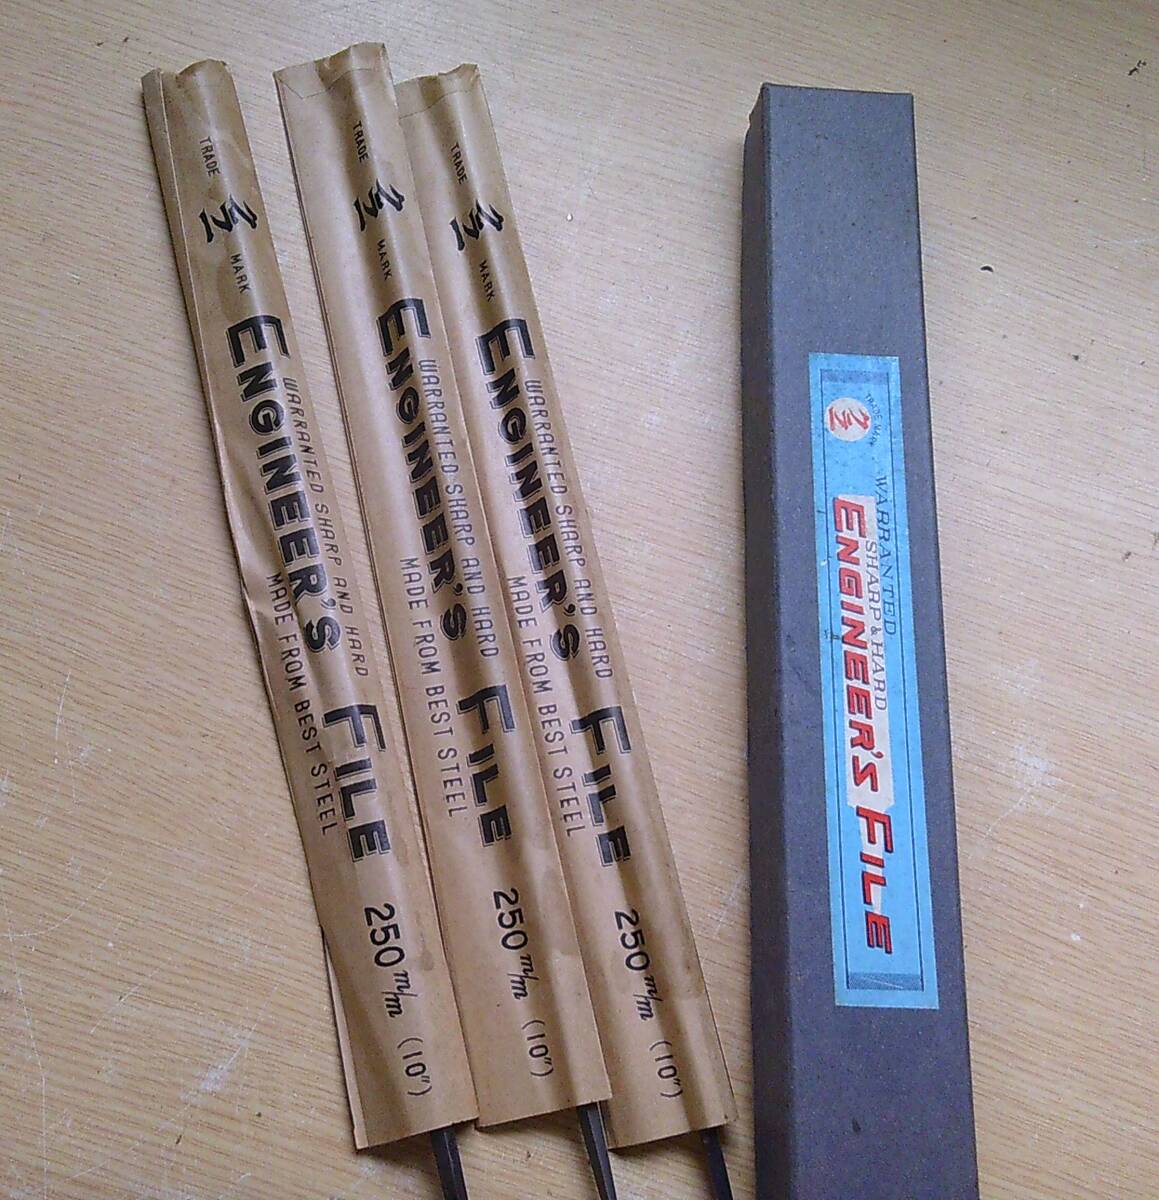 TRADE
MARK
WARRANTED SHARP AND HARD
ENGINEER'S FILE
MADE FROM BEST STEEL
250 m/m (10")
TRADE
MARK
WARRANTED SHARP AND HARD
ENGINEER'S FILE
MADE FROM BEST STEEL
250 m/m (10")
TRADE
MARK
WARRANTED SHARP AND HARD
ENGINEER'S FILE
MADE FROM BEST STEEL
250 m/m (10")
TRADE MARK
WARRANTED
SHARP & HARD
ENGINEER'S FILE